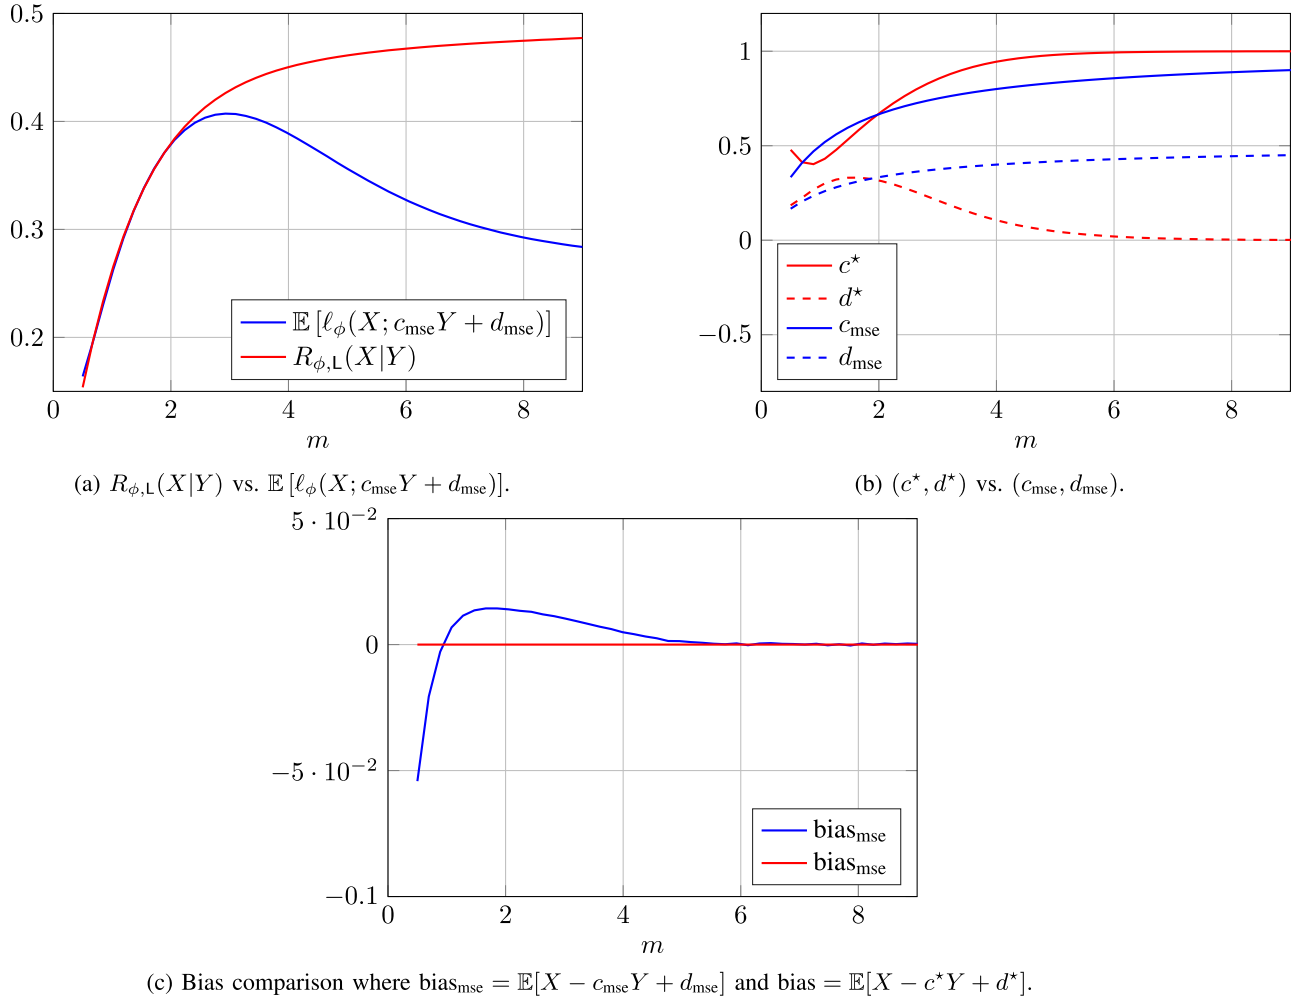 0.5
0.4
0.3
0.2
0 2 4 6 8
m
𝔼 [ℓ_ϕ(X; c_mse Y + d_mse)]
R_ϕ,L(X|Y)
(a) R_ϕ,L(X|Y) vs. 𝔼 [ℓ_ϕ(X; c_mse Y + d_mse)].
1
0.5
0
−0.5
0 2 4 6 8
m
c⋆
d⋆
c_mse
d_mse
(b) (c⋆, d⋆) vs. (c_mse, d_mse).
5 · 10⁻²
0
−5 · 10⁻²
−0.1
0 2 4 6 8
m
bias_mse
bias_mse
(c) Bias comparison where bias_mse = 𝔼[X − c_mse Y + d_mse] and bias = 𝔼[X − c⋆Y + d⋆].